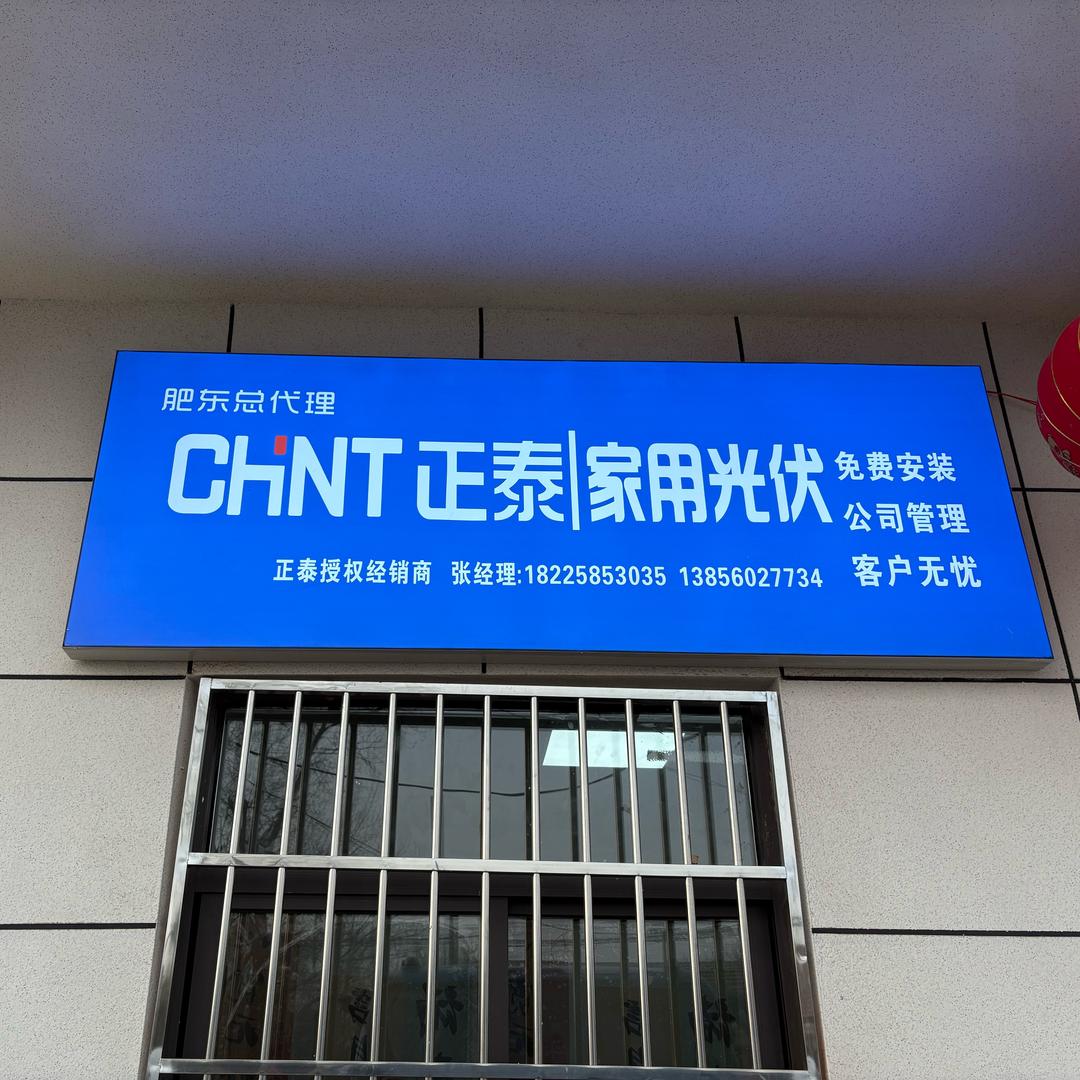 肥东总代理
CHNT 正泰|家用光伏
免费安装
公司管理
客户无忧
正泰授权经销商 张经理:18225853035 13856027734